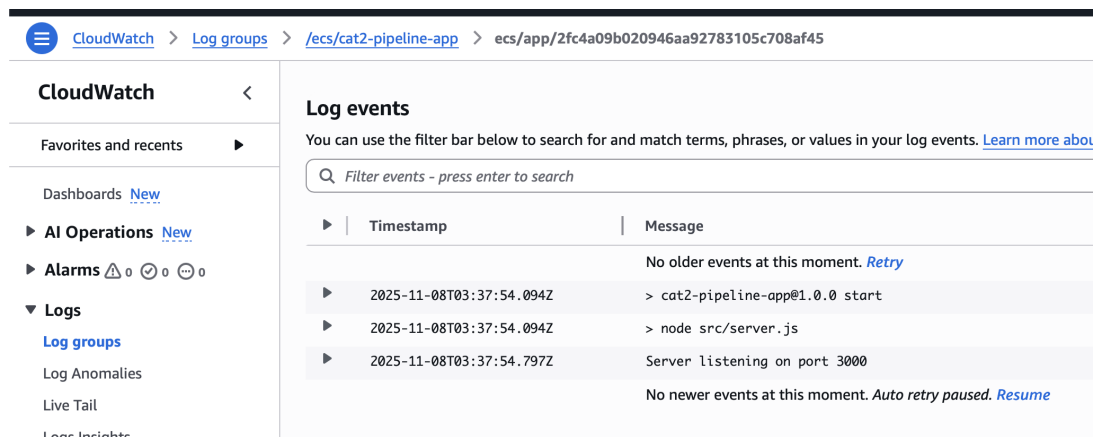 CloudWatch > Log groups > /ecs/cat2-pipeline-app > ecs/app/2fc4a09b020946aa92783105c708af45
CloudWatch
Favorites and recents
Dashboards New
AI Operations New
Alarms 0 0 0
Logs
Log groups
Log Anomalies
Live Tail
Logs Insights
Log events
You can use the filter bar below to search for and match terms, phrases, or values in your log events. Learn more abou
Filter events - press enter to search
Timestamp Message
No older events at this moment. Retry
2025-11-08T03:37:54.094Z > cat2-pipeline-app@1.0.0 start
2025-11-08T03:37:54.094Z > node src/server.js
2025-11-08T03:37:54.797Z Server listening on port 3000
No newer events at this moment. Auto retry paused. Resume